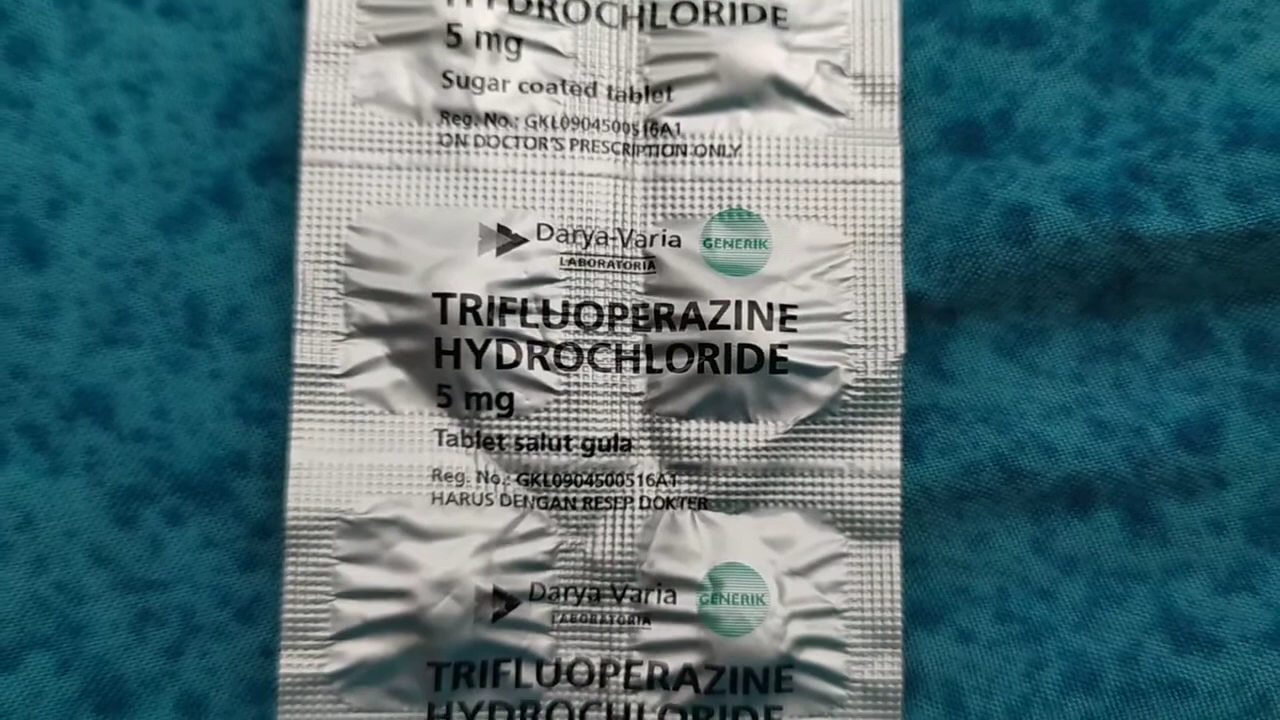 HYDROCHLORIDE
5 mg
Sugar coated tablet
Reg. No.: GKL0904500516A1
ON DOCTOR'S PRESCRIPTION ONLY
Darya-Varia
LABORATORIA
GENERIK
TRIFLUOPERAZINE
HYDROCHLORIDE
5 mg
Tablet salut gula
Reg. No.: GKL0904500516A1
HARUS DENGAN RESEP DOKTER
Darya-Varia
LABORATORIA
GENERIK
TRIFLUOPERAZINE
HYDROCHLORIDE